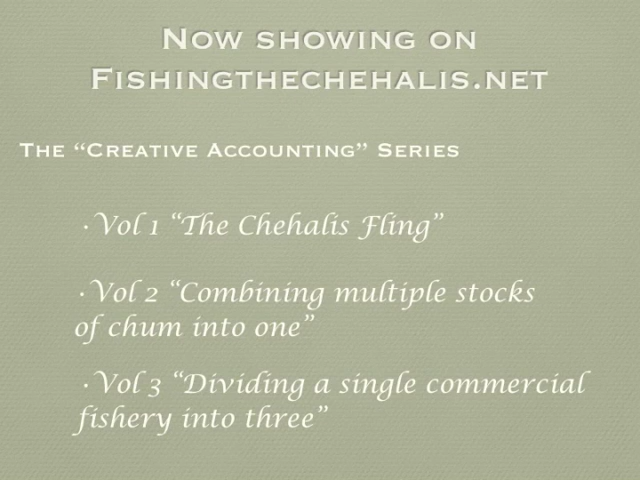 Now showing on
Fishingthechehalis.net
The “Creative Accounting” Series
•Vol 1 “The Chehalis Fling”
•Vol 2 “Combining multiple stocks
of chum into one”
•Vol 3 “Dividing a single commercial
fishery into three”